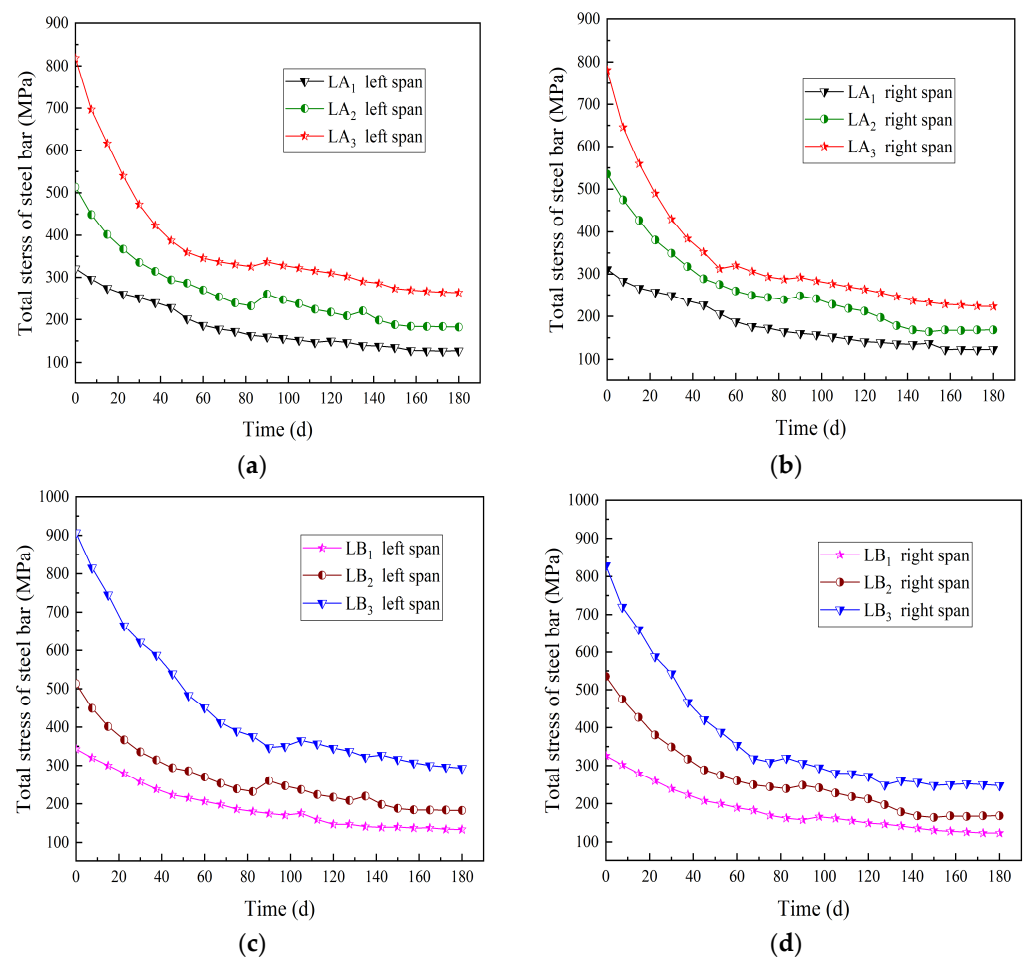 900
800
700
600
500
400
300
200
100
0 20 40 60 80 100 120 140 160 180
Total sterss of steel bar (MPa)
Time (d)
LA1 left span
LA2 left span
LA3 left span
(a)
900
800
700
600
500
400
300
200
100
0 20 40 60 80 100 120 140 160 180
Total sterss of steel bar (MPa)
Time (d)
LA1 right span
LA2 right span
LA3 right span
(b)
1000
900
800
700
600
500
400
300
200
100
0 20 40 60 80 100 120 140 160 180
Total stress of steel bar (MPa)
Time (d)
LB1 left span
LB2 left span
LB3 left span
(c)
1000
900
800
700
600
500
400
300
200
100
0 20 40 60 80 100 120 140 160 180
Total stress of steel bar (MPa)
Time (d)
LB1 right span
LB2 right span
LB3 right span
(d)